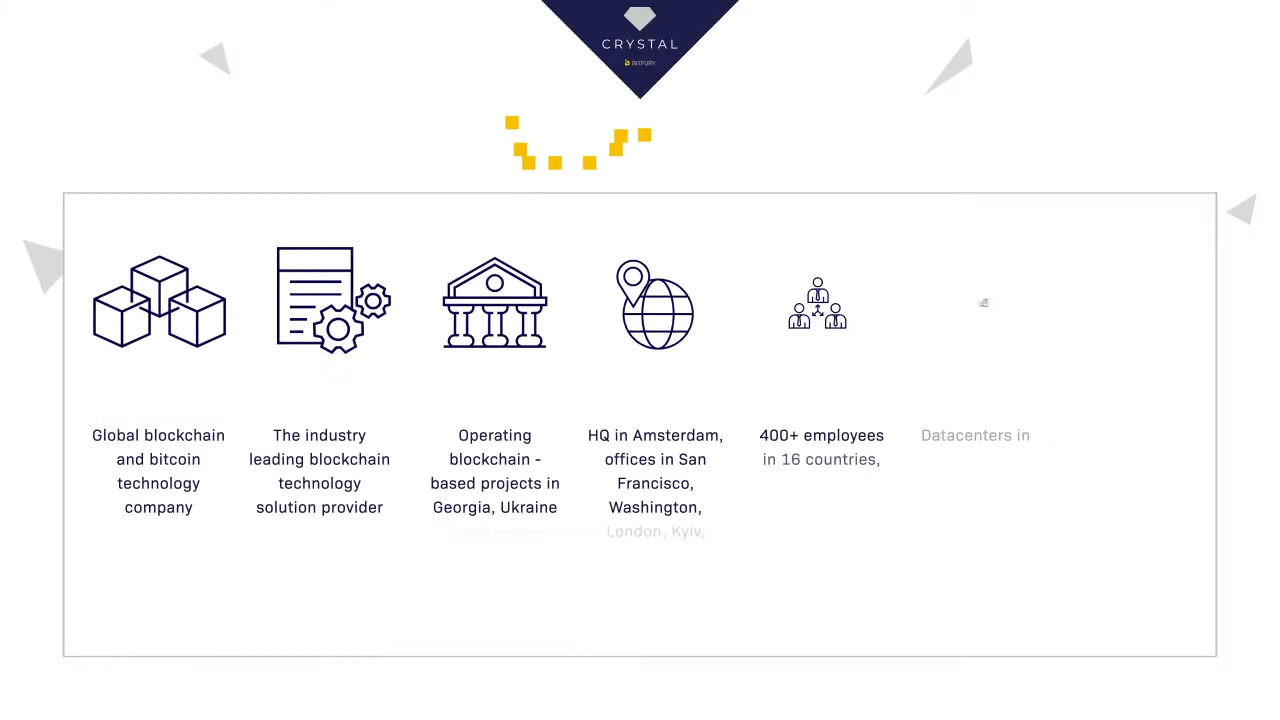 CRYSTAL
BITFURY
Global blockchain
and bitcoin
technology
company
The industry
leading blockchain
technology
solution provider
Operating
blockchain -
based projects in
Georgia, Ukraine
HQ in Amsterdam,
offices in San
Francisco,
Washington,
London, Kyiv,
400+ employees
in 16 countries,
Datacenters in